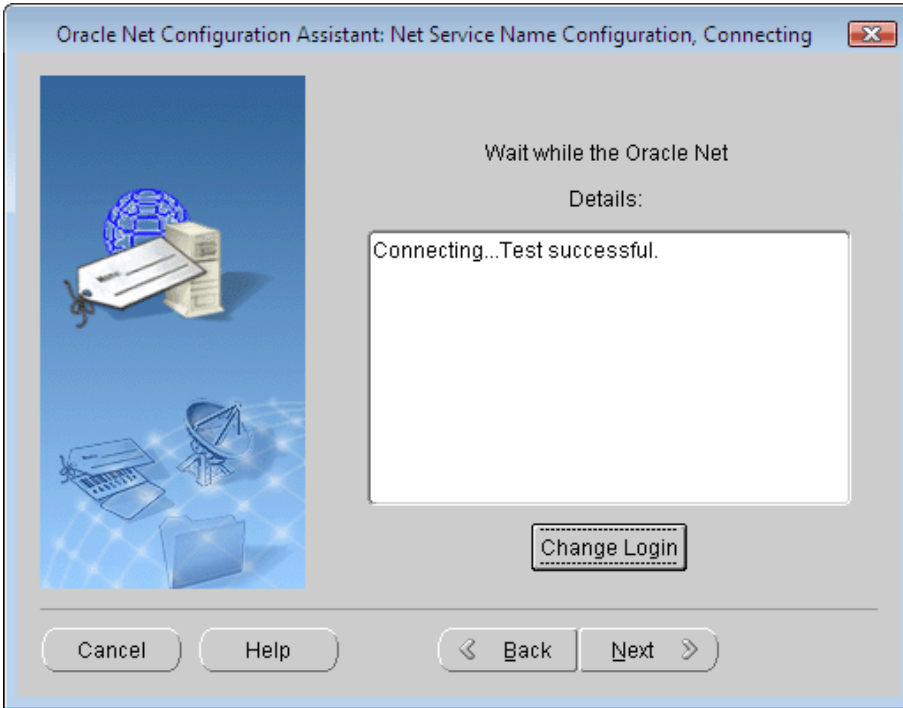 Oracle Net Configuration Assistant: Net Service Name Configuration, Connecting
Wait while the Oracle Net
Details:
Connecting...Test successful.
Change Login
Cancel
Help
Back
Next